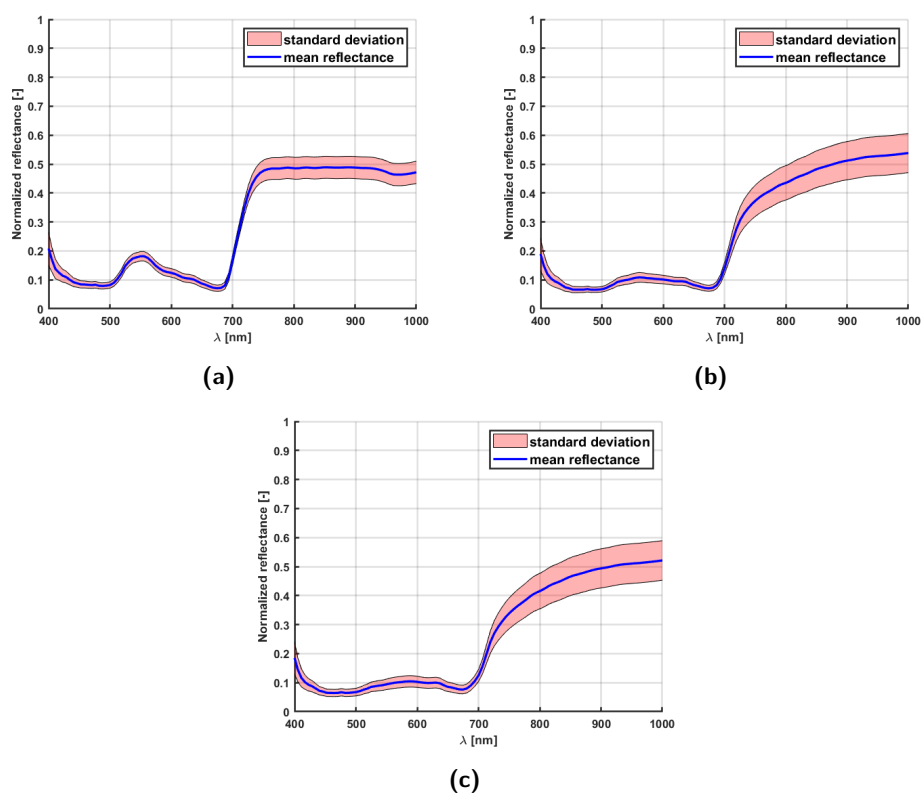 1
0.9
0.8
0.7
0.6
0.5
0.4
0.3
0.2
0.1
0
Normalized reflectance [-]
standard deviation
mean reflectance
400 500 600 700 800 900 1000
λ [nm]
(a)
1
0.9
0.8
0.7
0.6
0.5
0.4
0.3
0.2
0.1
0
Normalized reflectance [-]
standard deviation
mean reflectance
400 500 600 700 800 900 1000
λ [nm]
(b)
1
0.9
0.8
0.7
0.6
0.5
0.4
0.3
0.2
0.1
0
Normalized reflectance [-]
standard deviation
mean reflectance
400 500 600 700 800 900 1000
λ [nm]
(c)